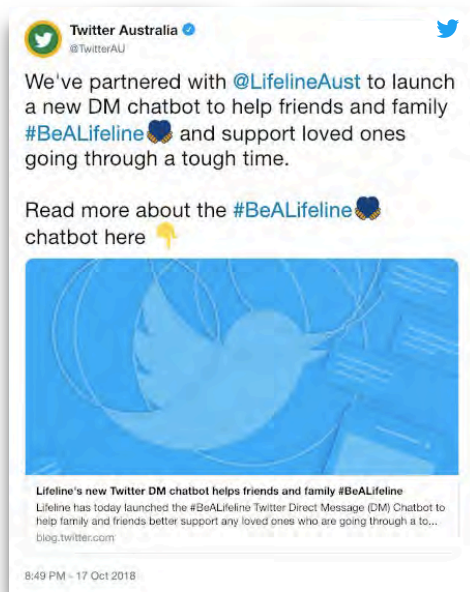 Twitter Australia
@TwitterAU
We've partnered with @LifelineAust to launch
a new DM chatbot to help friends and family
#BeALifeline and support loved ones
going through a tough time.
Read more about the #BeALifeline
chatbot here 👇
Lifeline's new Twitter DM chatbot helps friends and family #BeALifeline
Lifeline has today launched the #BeALifeline Twitter Direct Message (DM) Chatbot to
help family and friends better support any loved ones who are going through a to...
blog.twitter.com
8:49 PM - 17 Oct 2018